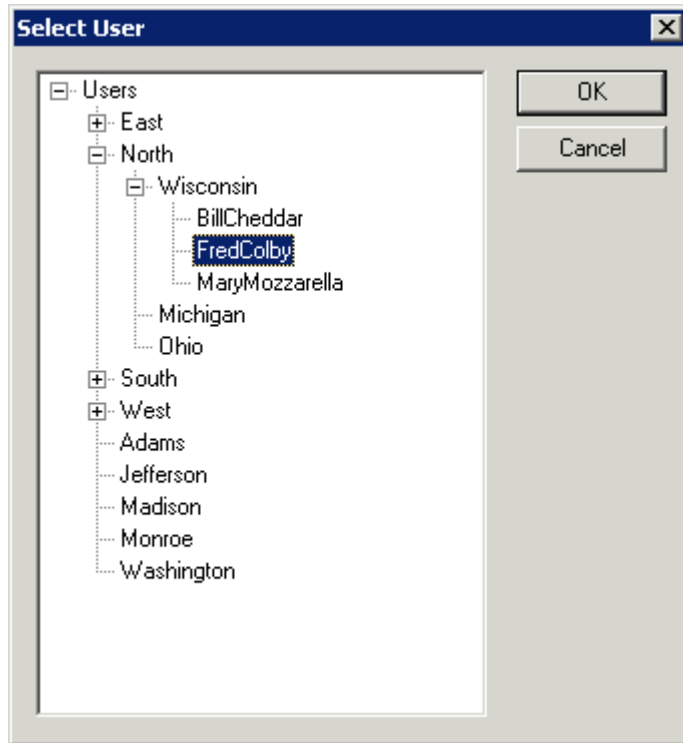 Select User
Users
OK
East
North
Cancel
Wisconsin
BillCheddar
FredColby
MaryMozzarella
Michigan
Ohio
South
West
Adams
Jefferson
Madison
Monroe
Washington